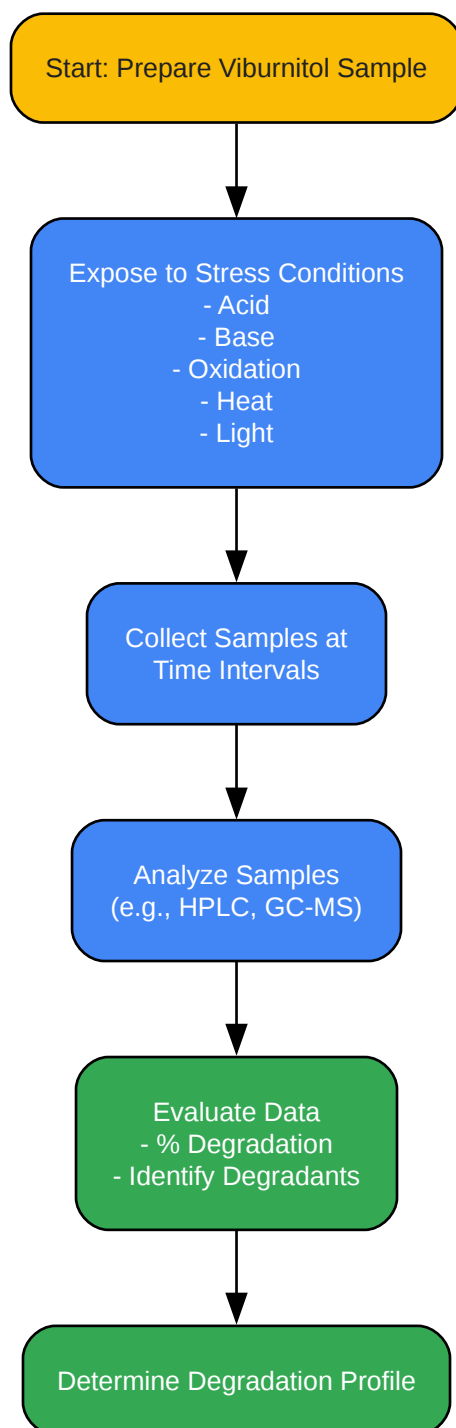 Start: Prepare Viburnitol Sample
Expose to Stress Conditions
- Acid
- Base
- Oxidation
- Heat
- Light
Collect Samples at
Time Intervals
Analyze Samples
(e.g., HPLC, GC-MS)
Evaluate Data
- % Degradation
- Identify Degradants
Determine Degradation Profile